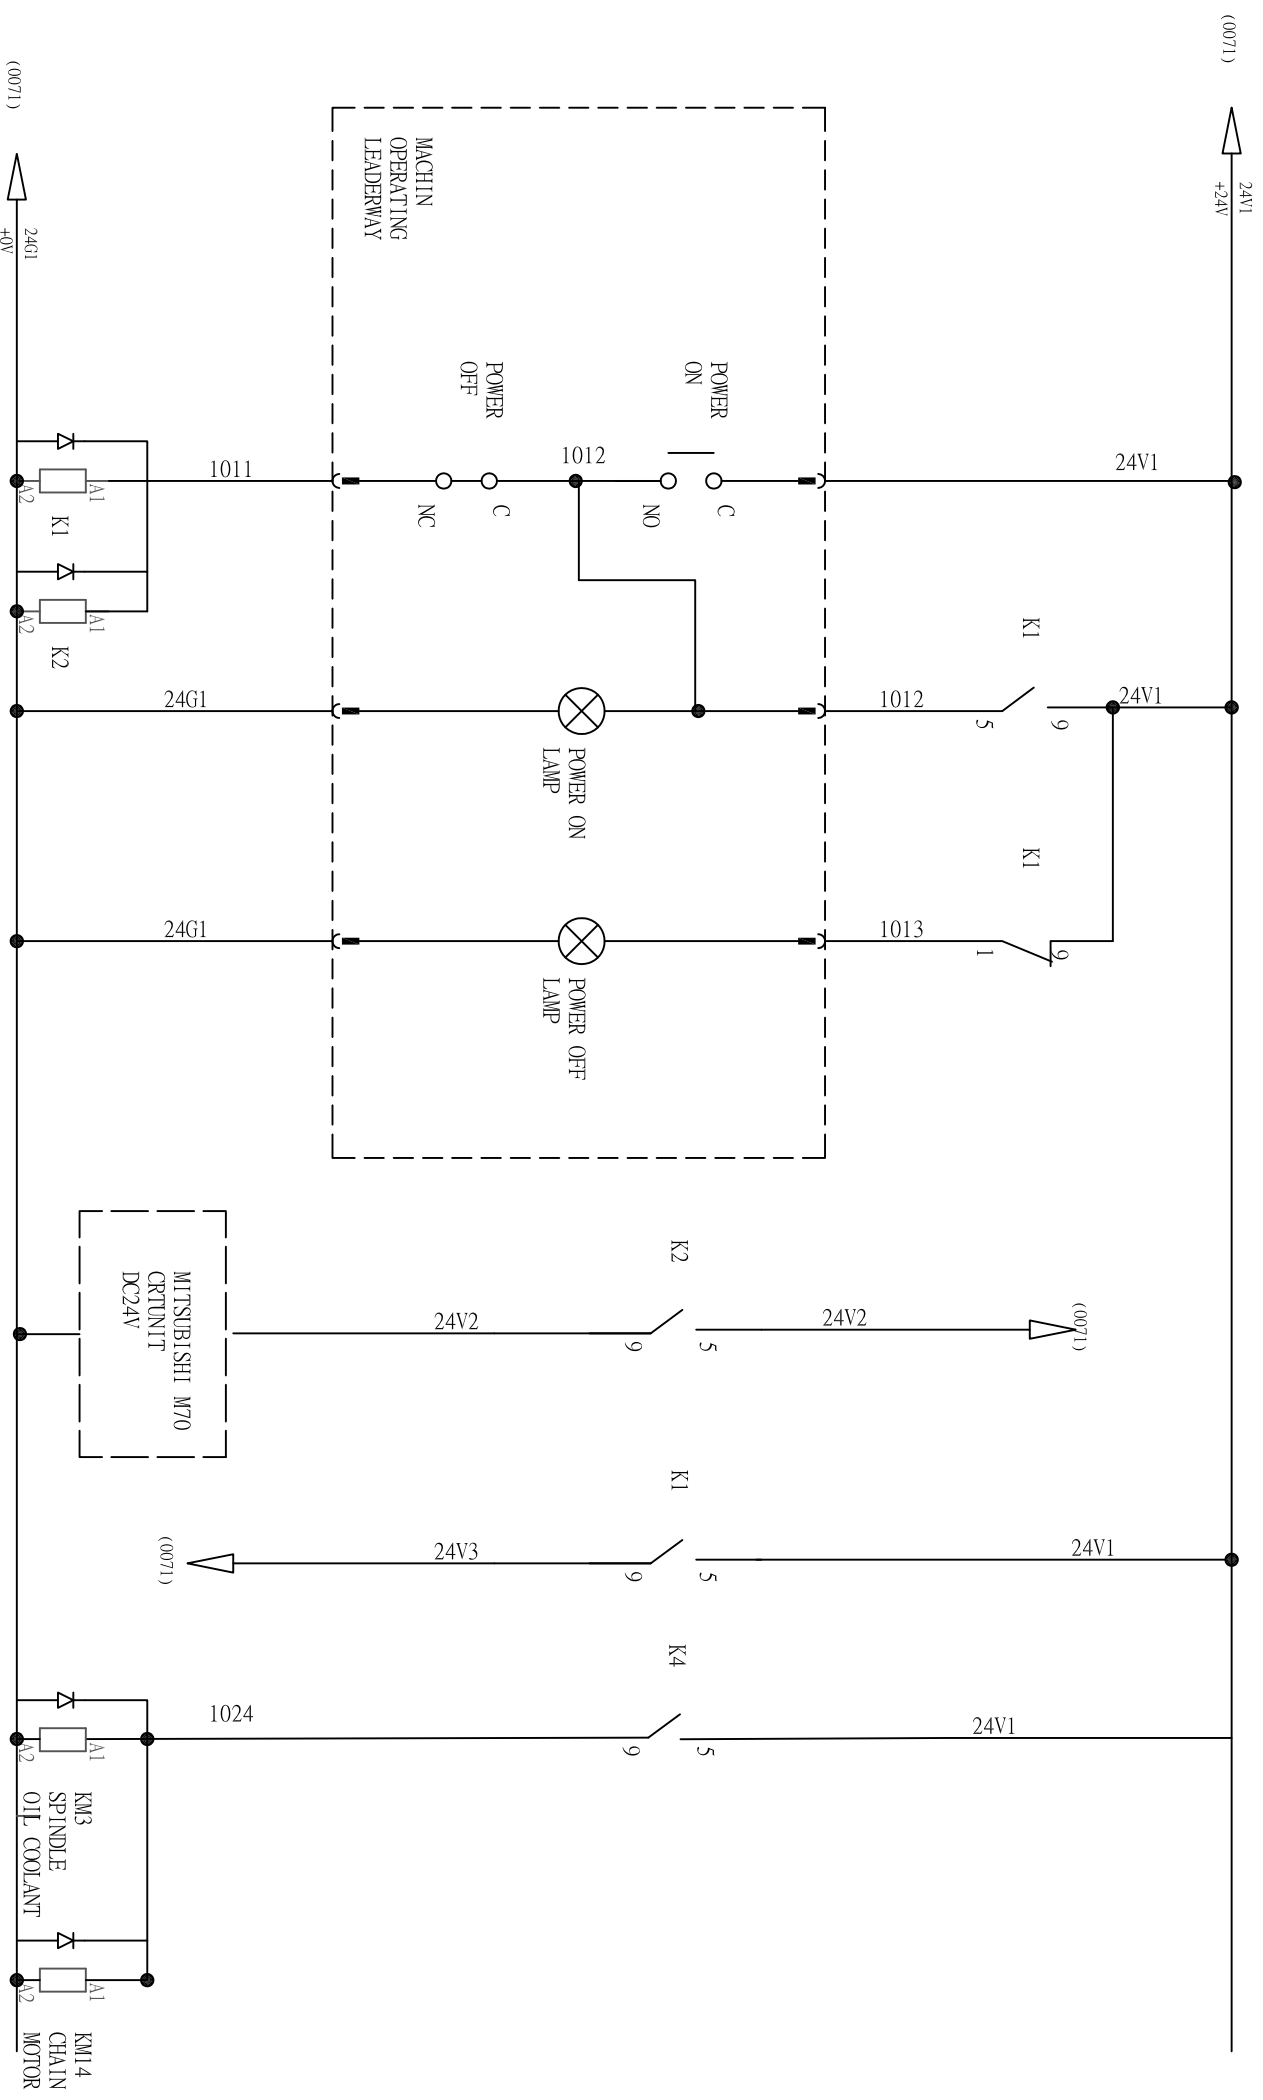 (0071)
24V1
+24V
24V1
K1
24V1
9
5
1012
K1
9
1
1013
(0071)
24V2
K2
5
9
24V2
24V1
K1
5
9
24V3
(0071)
24V1
K4
5
9
1024
MACHIN
OPERATING
LEADERWAY
POWER
ON
C
NO
1012
POWER
OFF
C
NC
POWER ON
LAMP
POWER OFF
LAMP
1011
24G1
24G1
MITSUBISHI M70
CRTUNIT
DC24V
(0071)
24G1
+0V
A1
A2
K1
A1
A2
K2
A1
A2
KM3
SPINDLE
OIL COOLANT
A1
A2
KM14
CHAIN
MOTOR